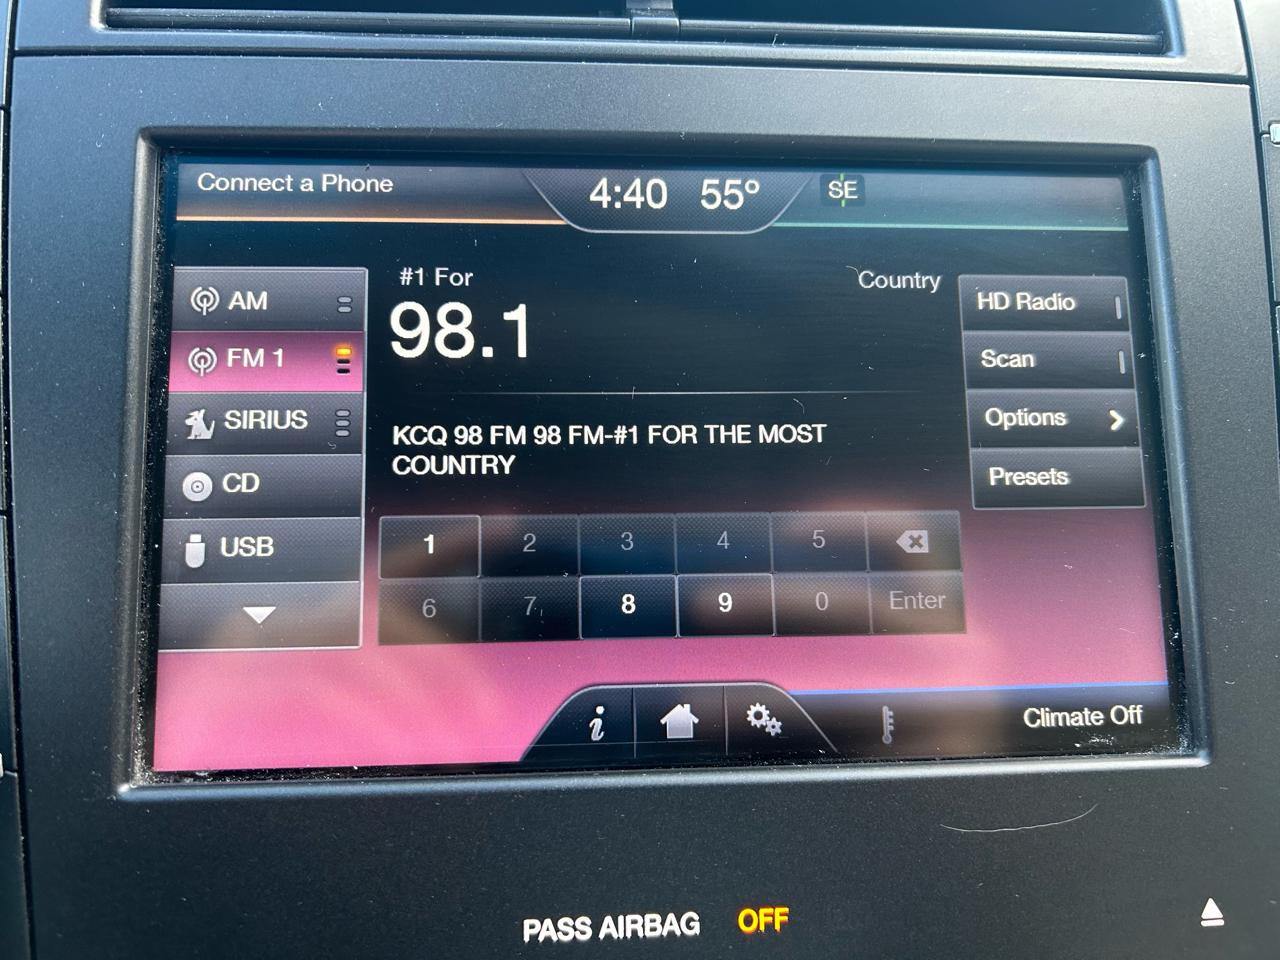 Connect a Phone
4:40 55°
SE
AM
FM 1
SIRIUS
CD
USB
#1 For
98.1
Country
KCQ 98 FM 98 FM-#1 FOR THE MOST
COUNTRY
1 2 3 4 5
6 7 8 9 0 Enter
HD Radio
Scan
Options
Presets
i
Climate Off
PASS AIRBAG OFF